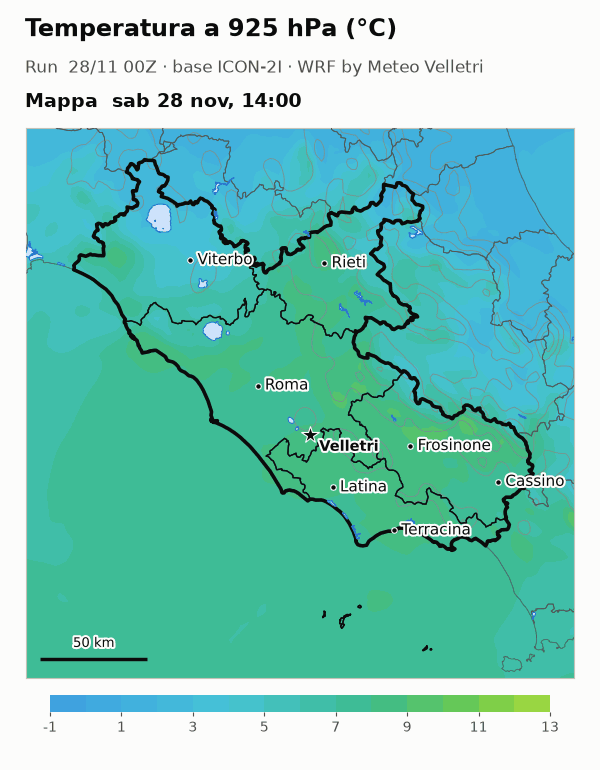 Temperatura a 925 hPa (°C)
Run  28/11 00Z · base ICON-2I · WRF by Meteo Velletri
Mappa  sab 28 nov, 14:00
Viterbo
Rieti
Roma
Velletri
Frosinone
Cassino
Latina
Terracina
50 km
-1 1 3 5 7 9 11 13